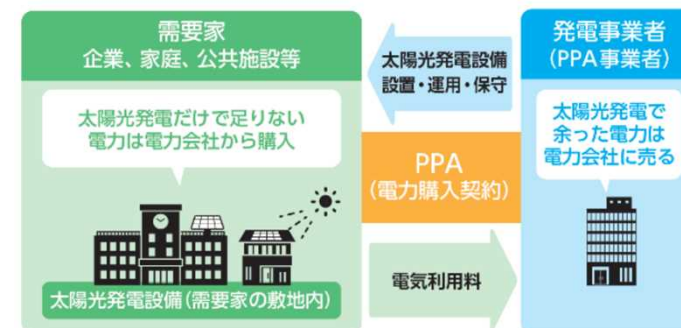 需要家
企業、家庭、公共施設等
太陽光発電だけで足りない
電力は電力会社から購入
太陽光発電設備(需要家の敷地内)
太陽光発電設備
設置・運用・保守
PPA
(電力購入契約)
電気利用料
発電事業者
(PPA事業者)
太陽光発電で
余った電力は
電力会社に売る